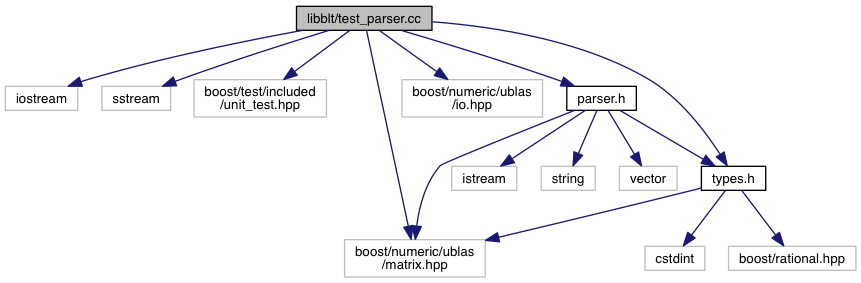 libblt/test_parser.cc
iostream
sstream
boost/test/included
/unit_test.hpp
boost/numeric/ublas
/io.hpp
parser.h
istream
string
vector
types.h
boost/numeric/ublas
/matrix.hpp
cstdint
boost/rational.hpp